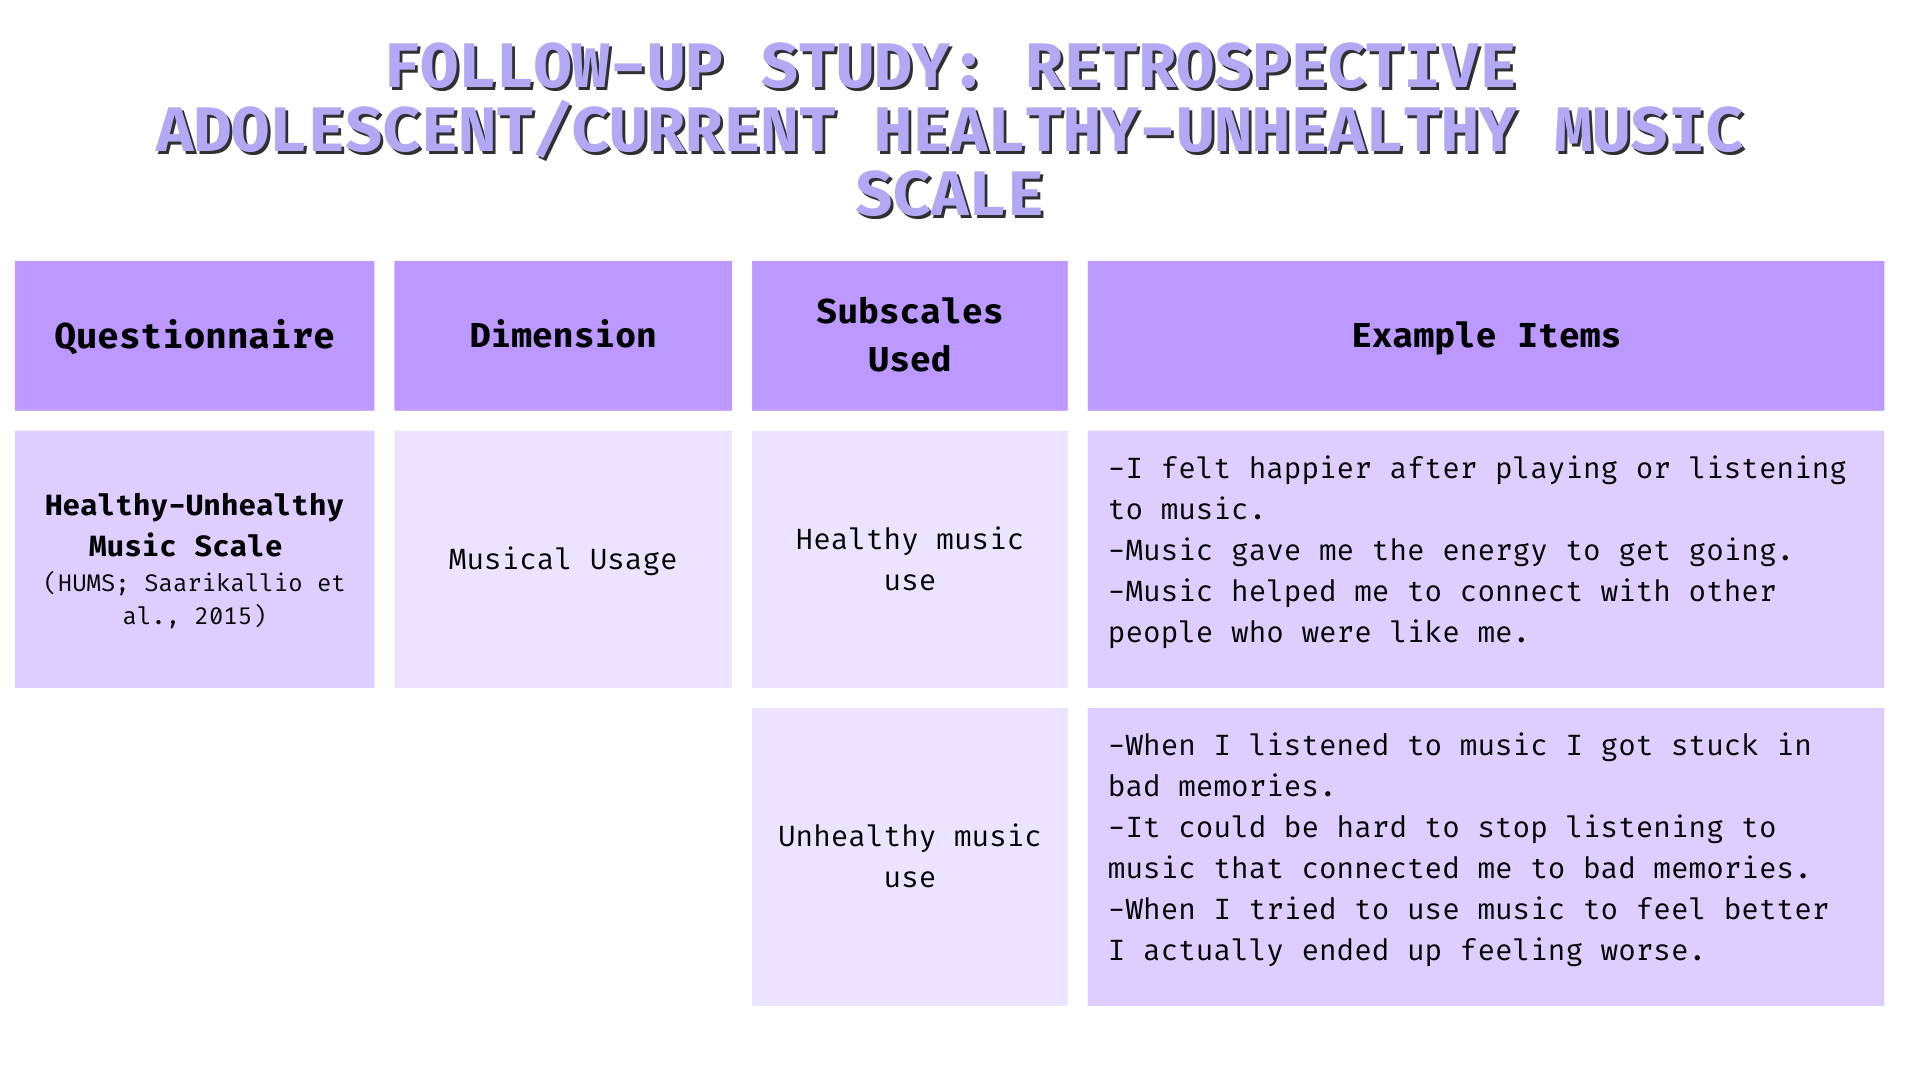 FOLLOW-UP STUDY: RETROSPECTIVE
ADOLESCENT/CURRENT HEALTHY-UNHEALTHY MUSIC
SCALE
Questionnaire
Dimension
Subscales
Used
Example Items
Healthy-Unhealthy
Music Scale
(HUMS; Saarikallio et
al., 2015)
Musical Usage
Healthy music
use
-I felt happier after playing or listening
to music.
-Music gave me the energy to get going.
-Music helped me to connect with other
people who were like me.
Unhealthy music
use
-When I listened to music I got stuck in
bad memories.
-It could be hard to stop listening to
music that connected me to bad memories.
-When I tried to use music to feel better
I actually ended up feeling worse.